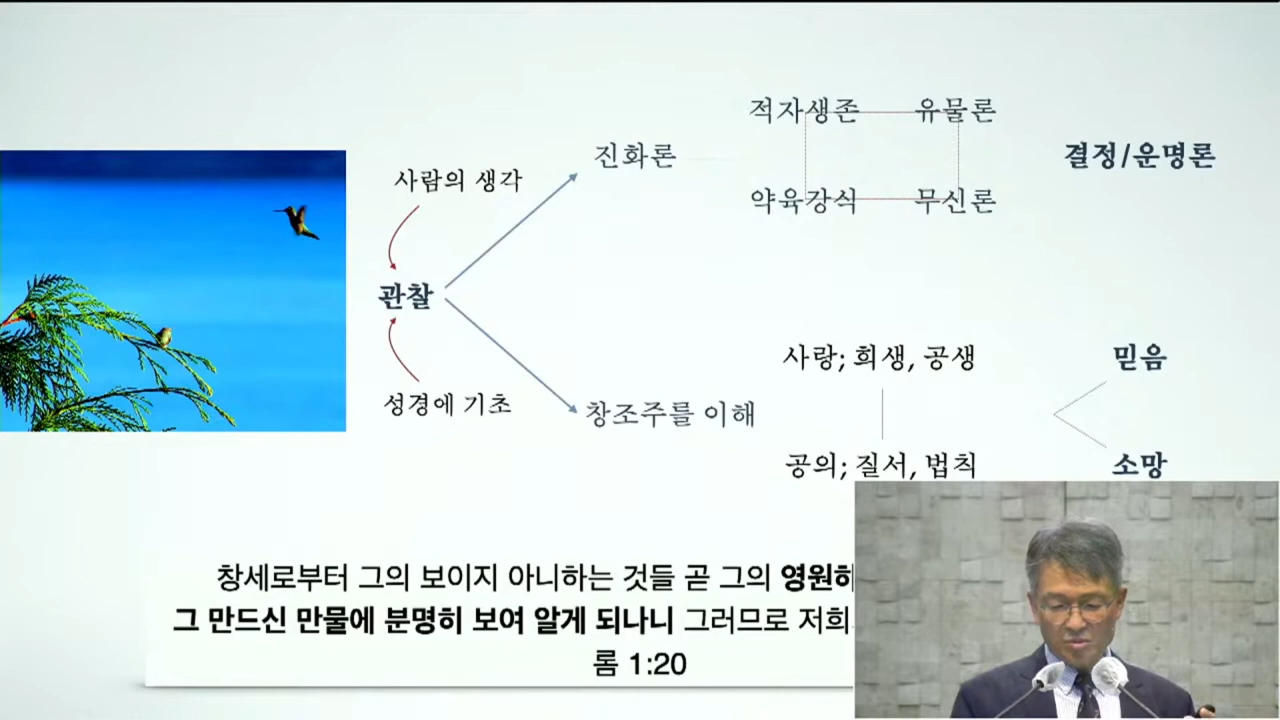 적자생존 유물론
진화론
결정/운명론
사람의 생각
약육강식 무신론
관찰
사랑; 희생, 공생
믿음
성경에 기초
창조주를 이해
공의; 질서, 법칙
소망
창세로부터 그의 보이지 아니하는 것들 곧 그의
그 만드신 만물에 분명히 보여 알게 되나니 그러므로 저희
롬 1:20